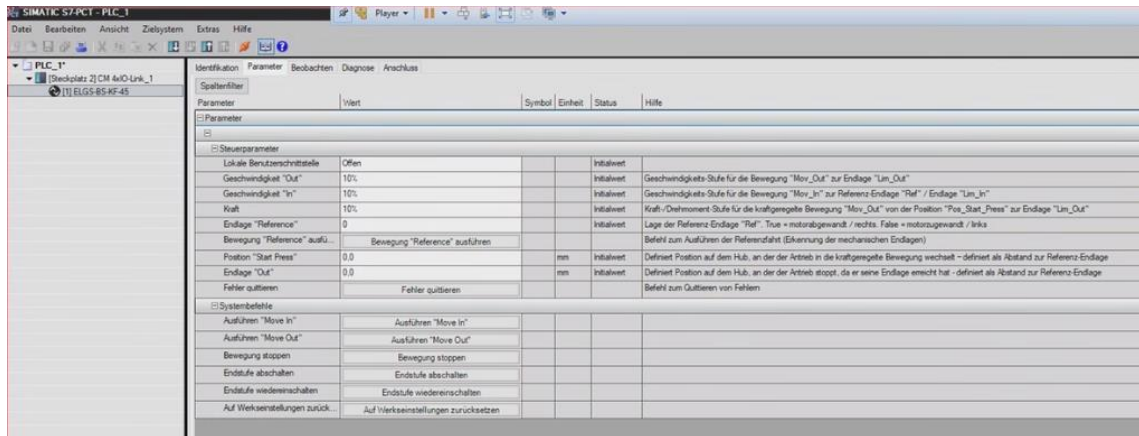 SIMATIC S7-PCT - PLC_1
Player
Datei Bearbeiten Ansicht Zielsystem Extras Hilfe
PLC_1*
[Steckplatz 2] CM 4xIO-Link_1
[1] ELGS-BS-KF-45
Identifikation Parameter Beobachten Diagnose Anschluss
Spaltenfilter
Parameter Wert Symbol Einheit Status Hilfe
Parameter
Steuerparameter
Lokale Benutzerschnittstelle Offen Initialwert
Geschwindigkeit "Out" 10% Initialwert Geschwindigkeits-Stufe für die Bewegung "Mov_Out" zur Endlage "Lim_Out"
Geschwindigkeit "In" 10% Initialwert Geschwindigkeits-Stufe für die Bewegung "Mov_In" zur Referenz-Endlage "Ref" / Endlage "Lim_In"
Kraft 10% Initialwert Kraft-/Drehmoment-Stufe für die kraftgeregelte Bewegung "Mov_Out" von der Position "Pos_Start_Press" zur Endlage "Lim_Out"
Endlage "Reference" 0 Initialwert Lage der Referenz-Endlage "Ref". True = motorabgewandt / rechts. False = motorzugewandt / links
Bewegung "Reference" ausfü... Bewegung "Reference" ausführen Befehl zum Ausführen der Referenzfahrt (Erkennung der mechanischen Endlagen)
Position "Start Press" 0,0 mm Initialwert Definiert Position auf dem Hub, an der der Antrieb in die kraftgeregelte Bewegung wechselt – definiert als Abstand zur Referenz-Endlage
Endlage "Out" 0,0 mm Initialwert Definiert Position auf dem Hub, an der der Antrieb stoppt, da er seine Endlage erreicht hat - definiert als Abstand zur Referenz-Endlage
Fehler quittieren Fehler quittieren Befehl zum Quittieren von Fehlern
Systembefehle
Ausführen "Move In" Ausführen "Move In"
Ausführen "Move Out" Ausführen "Move Out"
Bewegung stoppen Bewegung stoppen
Endstufe abschalten Endstufe abschalten
Endstufe wiedereinschalten Endstufe wiedereinschalten
Auf Werkseinstellungen zurück... Auf Werkseinstellungen zurücksetzen